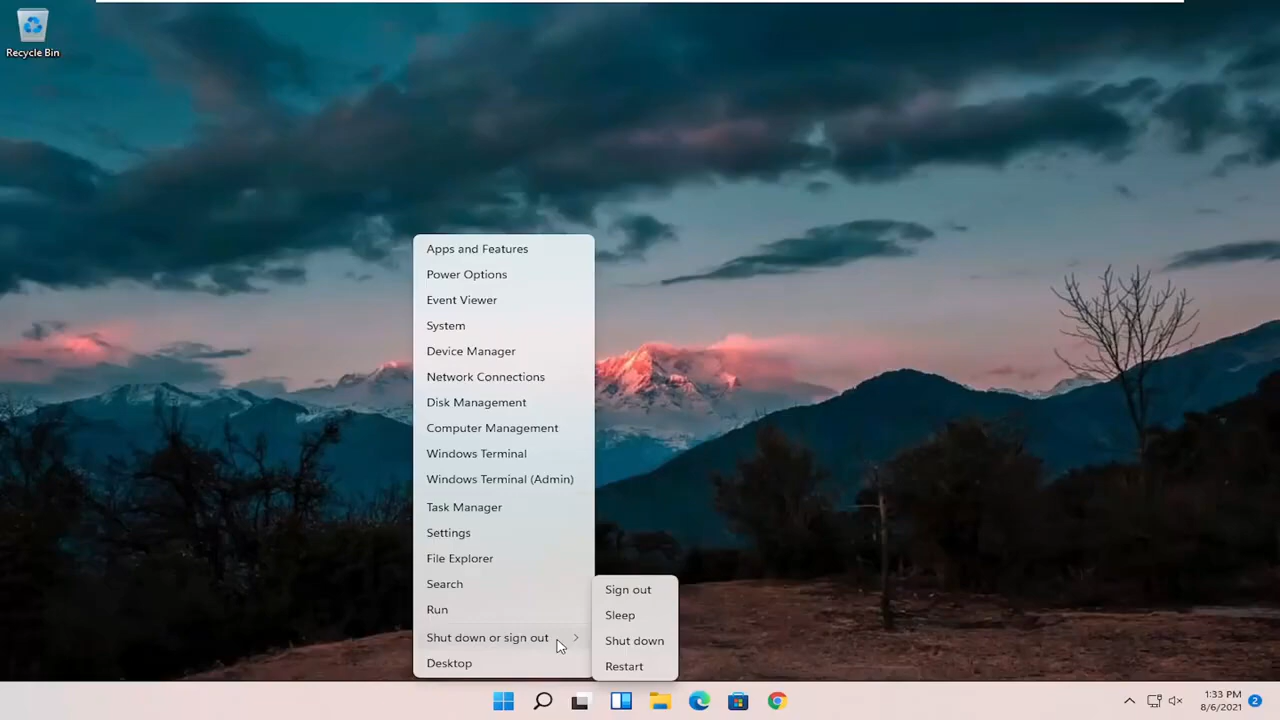 Recycle Bin
Apps and Features
Power Options
Event Viewer
System
Device Manager
Network Connections
Disk Management
Computer Management
Windows Terminal
Windows Terminal (Admin)
Task Manager
Settings
File Explorer
Search
Run
Shut down or sign out
Desktop
Sign out
Sleep
Shut down
Restart
1:33 PM
8/6/2021
2